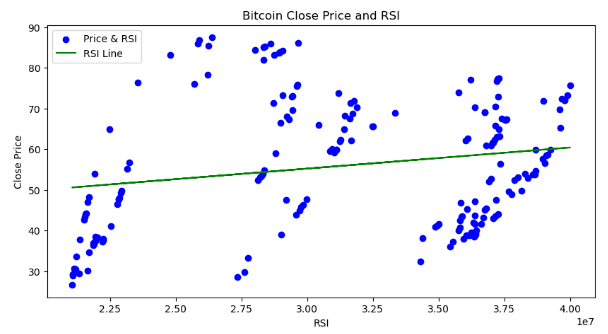 Bitcoin Close Price and RSI
Price & RSI
RSI Line
Close Price
90
80
70
60
50
40
30
2.25
2.50
2.75
3.00
3.25
3.50
3.75
4.00
1e7
RSI